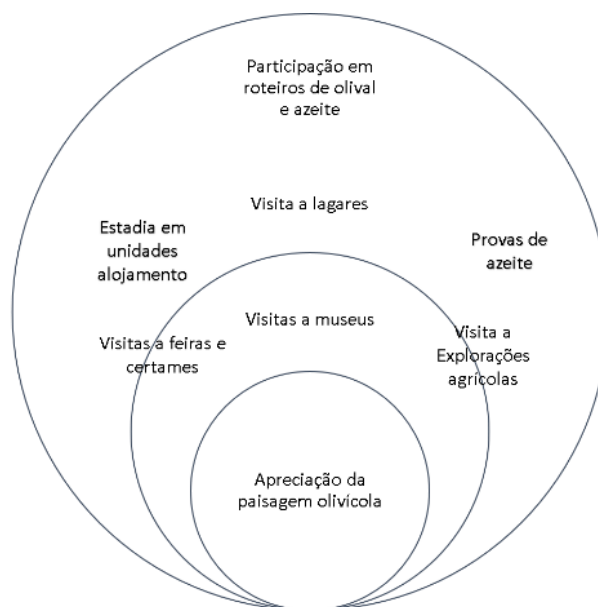 Participação em
roteiros de olival
e azeite
Visita a lagares
Estadia em
unidades
alojamento
Provas de
azeite
Visitas a museus
Visitas a feiras e
certames
Visita a
Explorações
agrícolas
Apreciação da
paisagem olivícola